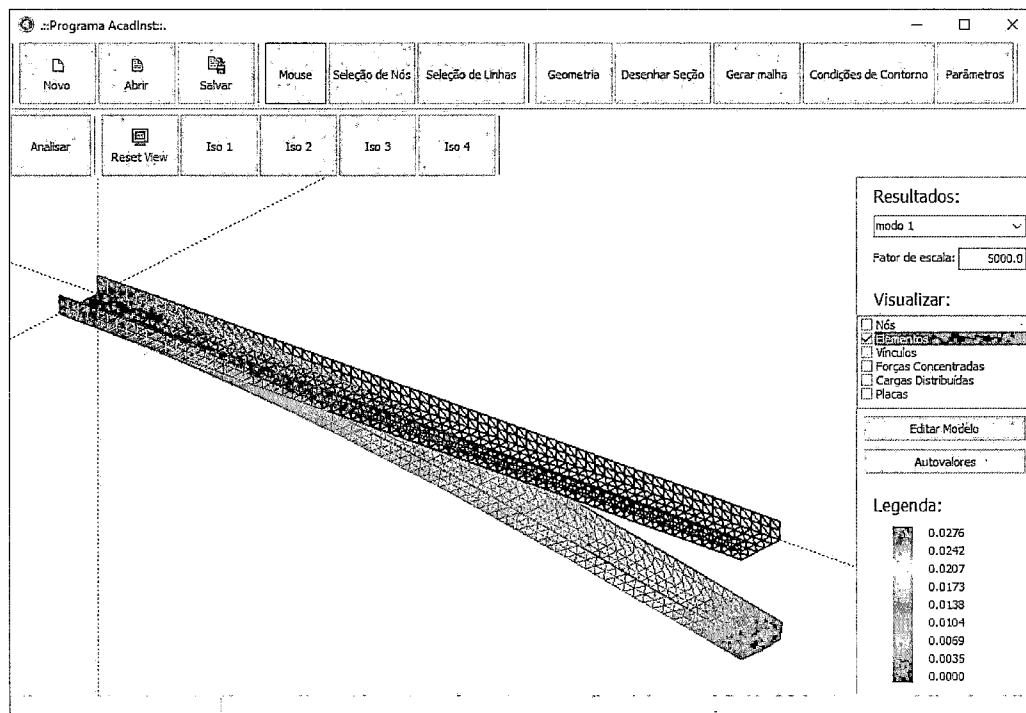 .::Programa AcadInst::.
Novo
Abrir
Salvar
Mouse
Seleção de Nós
Seleção de Linhas
Geometria
Desenhar Seção
Gerar malha
Condições de Contorno
Parâmetros
Analisar
Reset View
Iso 1
Iso 2
Iso 3
Iso 4
Resultados:
modo 1
Fator de escala: 5000.0
Visualizar:
Nós
Elementos
Vínculos
Forças Concentradas
Cargas Distribuídas
Placas
Editar Modelo
Autovalores
Legenda:
0.0276
0.0242
0.0207
0.0173
0.0138
0.0104
0.0069
0.0035
0.0000